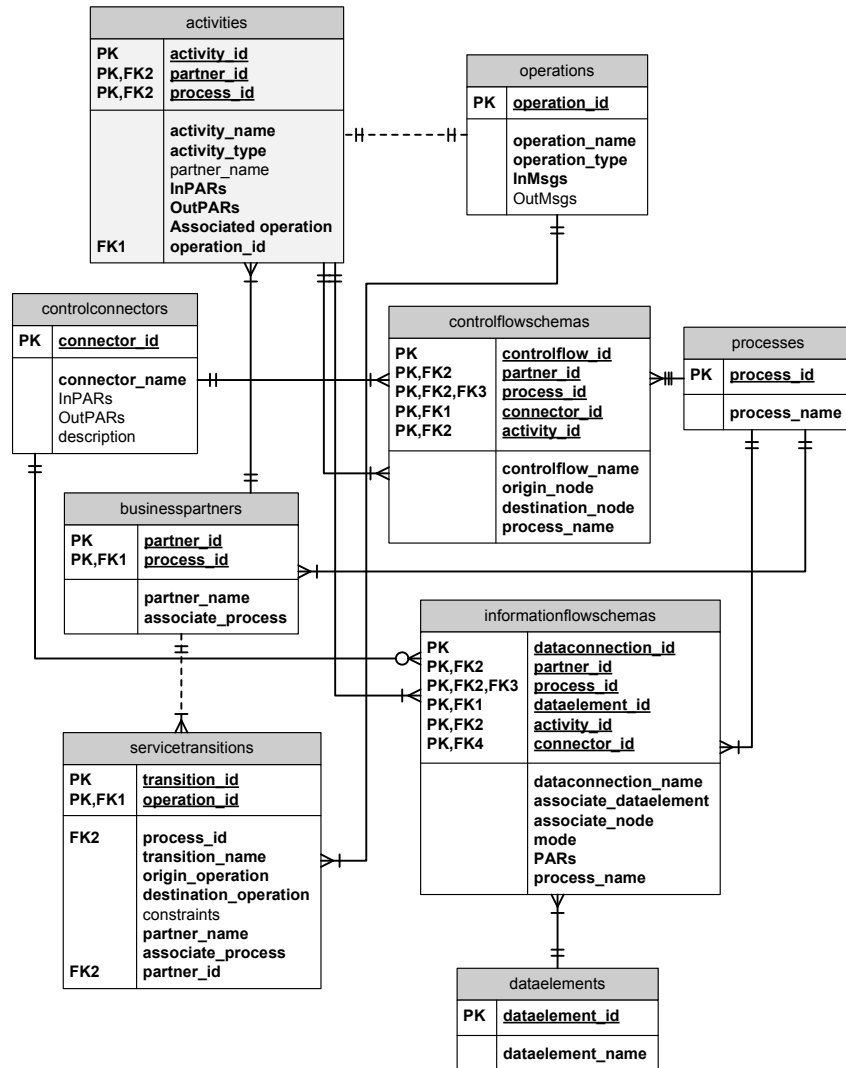 activities
PK activity_id
PK,FK2 partner_id
PK,FK2 process_id
activity_name
activity_type
partner_name
InPARs
OutPARs
Associated operation
FK1 operation_id
operations
PK operation_id
operation_name
operation_type
InMsgs
OutMsgs
controlconnectors
PK connector_id
connector_name
InPARs
OutPARs
description
controlflowschemas
PK controlflow_id
PK,FK2 partner_id
PK,FK2,FK3 process_id
PK,FK1 connector_id
PK,FK2 activity_id
controlflow_name
origin_node
destination_node
process_name
processes
PK process_id
process_name
businesspartners
PK partner_id
PK,FK1 process_id
partner_name
associate_process
informationflowschemas
PK dataconnection_id
PK,FK2 partner_id
PK,FK2,FK3 process_id
PK,FK1 dataelement_id
PK,FK2 activity_id
PK,FK4 connector_id
dataconnection_name
associate_dataelement
associate_node
mode
PARs
process_name
servicetransitions
PK transition_id
PK,FK1 operation_id
FK2 process_id
transition_name
origin_operation
destination_operation
constraints
partner_name
associate_process
FK2 partner_id
dataelements
PK dataelement_id
dataelement_name